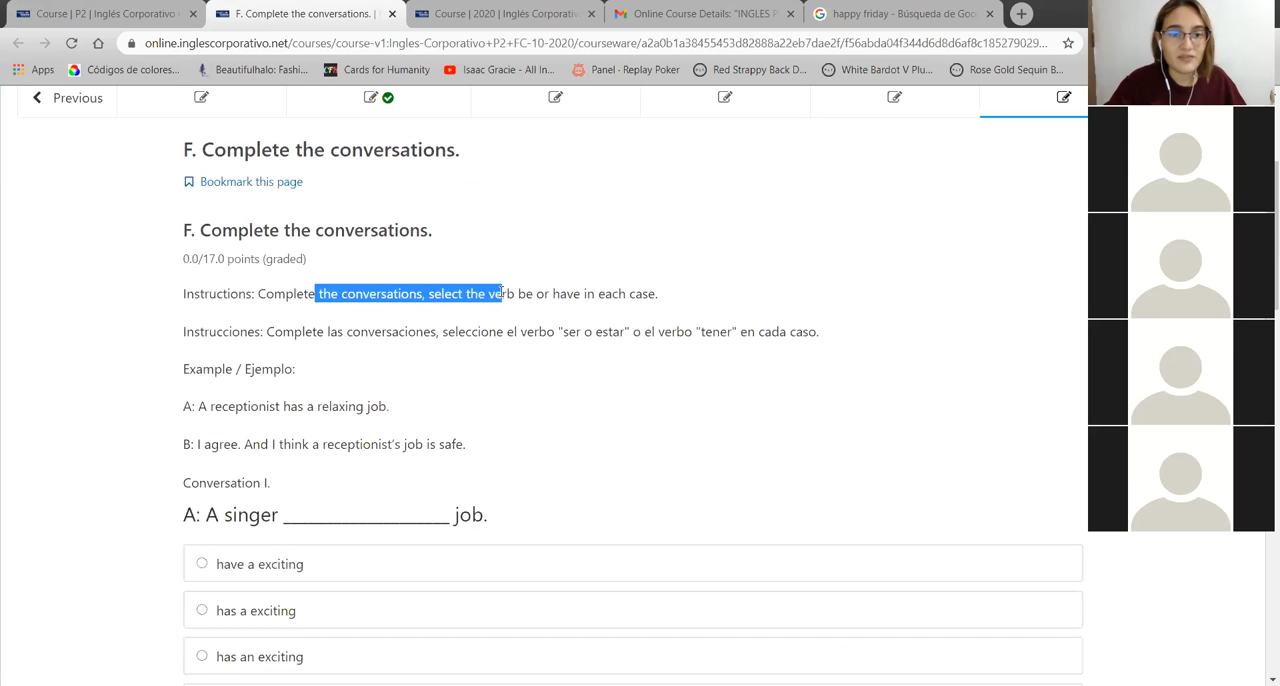 Course | P2 | Inglés Corporativo
F. Complete the conversations. |
Course | 2020 | Inglés Corporativ
Online Course Details: "INGLES P
happy friday - Búsqueda de Goo
online.inglescorporativo.net/courses/course-v1:Ingles-Corporativo+P2+FC-10-2020/courseware/a2a0b1a38455453d82888a22eb7dae2f/f56abda04f344d6d8d6af8c185279029...
Apps
Códigos de colores...
Beautifulhalo: Fashi...
Cards for Humanity
Isaac Gracie - All In...
Panel · Replay Poker
Red Strappy Back D...
White Bardot V Plu...
Rose Gold Sequin B...
Previous
F. Complete the conversations.
Bookmark this page
F. Complete the conversations.
0.0/17.0 points (graded)
Instructions: Complete the conversations, select the verb be or have in each case.
Instrucciones: Complete las conversaciones, seleccione el verbo "ser o estar" o el verbo "tener" en cada caso.
Example / Ejemplo:
A: A receptionist has a relaxing job.
B: I agree. And I think a receptionist's job is safe.
Conversation I.
A: A singer __________________ job.
have a exciting
has a exciting
has an exciting